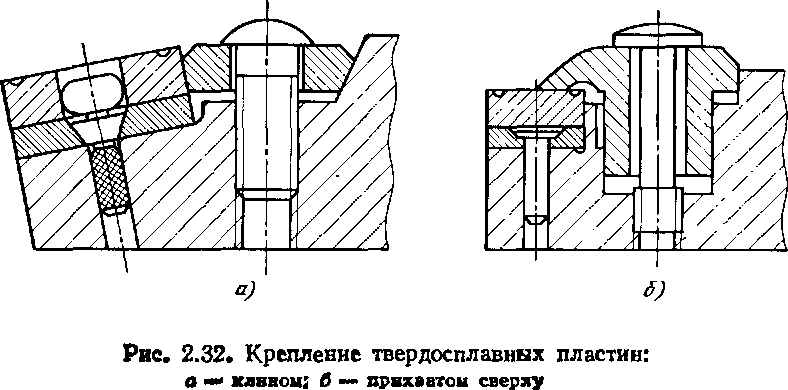 а) б)
Рис. 2.32. Крепление твердосплавных пластин:
а — клином; б — прихватом сверху